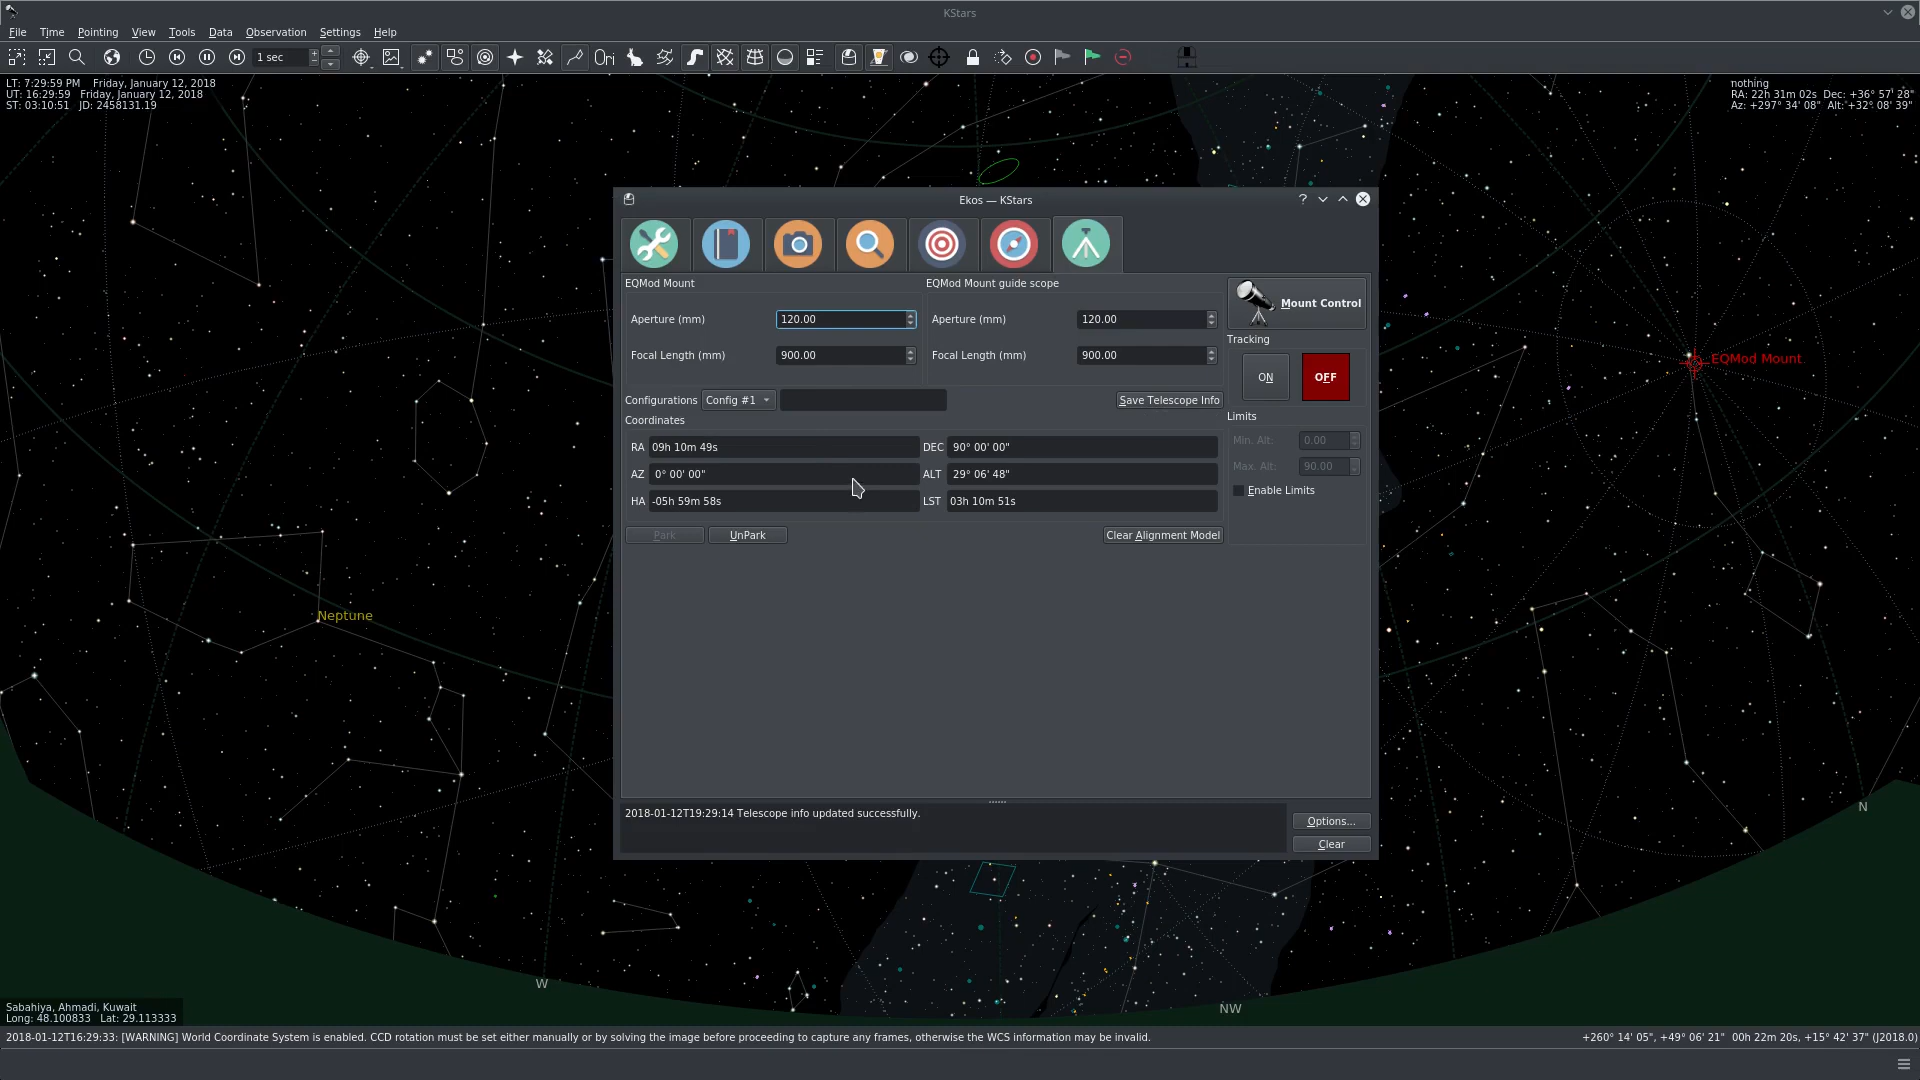 KStars
File Time Pointing View Tools Data Observation Settings Help
1 sec
Ori
LT: 7:29:59 PM Friday, January 12, 2018
UT: 16:29:59 Friday, January 12, 2018
ST: 03:10:51 JD: 2458131.19
nothing
RA: 22h 31m 02s Dec: +36° 57' 28"
Az: +297° 34' 08" Alt: +32° 08' 39"
Ekos — KStars
EQMod Mount
EQMod Mount guide scope
Mount Control
Aperture (mm) 120.00
Aperture (mm) 120.00
Tracking
Focal Length (mm) 900.00
Focal Length (mm) 900.00
ON OFF
EQMod Mount
Configurations Config #1
Save Telescope Info
Limits
Coordinates
Min. Alt: 0.00
RA 09h 10m 49s DEC 90° 00' 00"
Max. Alt: 90.00
AZ 0° 00' 00" ALT 29° 06' 48"
Enable Limits
HA -05h 59m 58s LST 03h 10m 51s
Park UnPark Clear Alignment Model
Neptune
2018-01-12T19:29:14 Telescope info updated successfully.
Options...
Clear
N
W
NW
Sabahiya, Ahmadi, Kuwait
Long: 48.100833 Lat: 29.113333
2018-01-12T16:29:33: [WARNING] World Coordinate System is enabled. CCD rotation must be set either manually or by solving the image before proceeding to capture any frames, otherwise the WCS information may be invalid.
+260° 14' 05", +49° 06' 21" 00h 22m 20s, +15° 42' 37" (J2018.0)